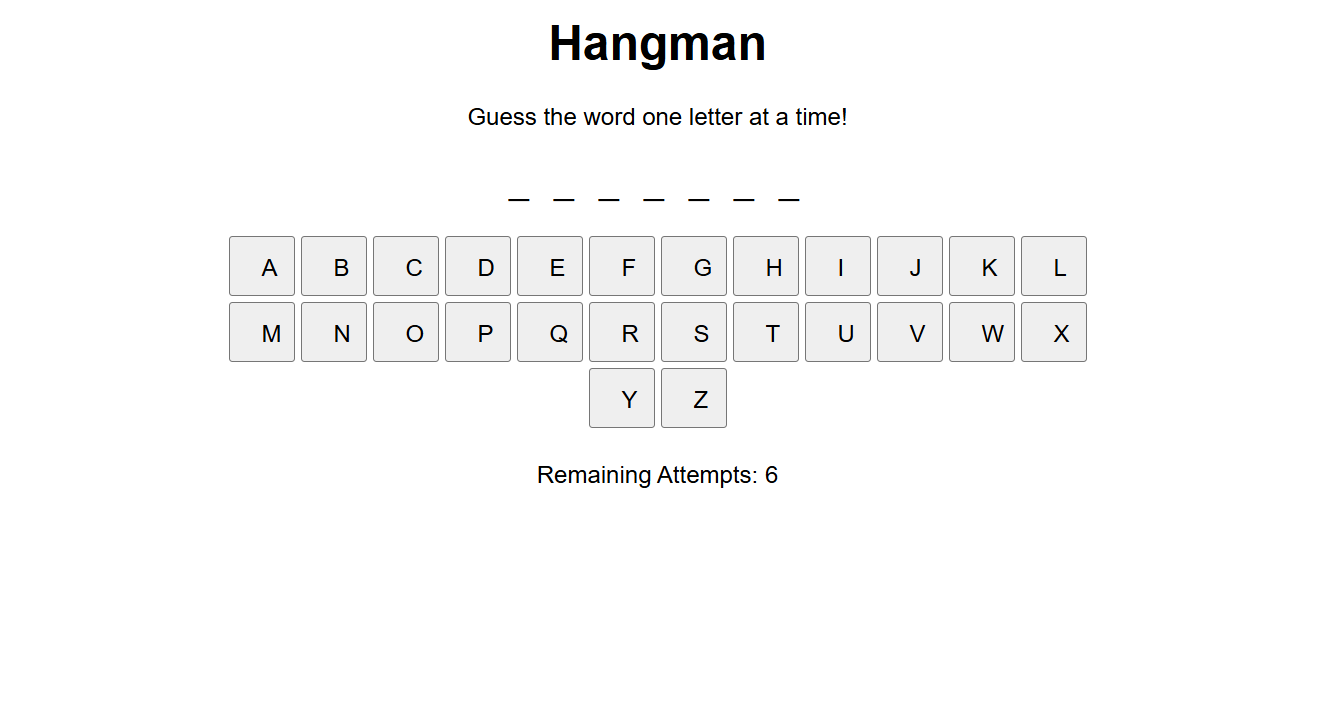 Hangman
Guess the word one letter at a time!
_ _ _ _ _ _ _
A B C D E F G H I J K L
M N O P Q R S T U V W X
Y Z
Remaining Attempts: 6